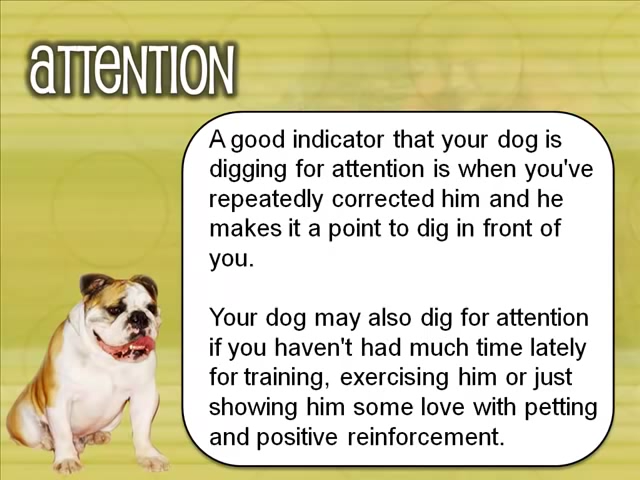 ATTENTION
A good indicator that your dog is
digging for attention is when you've
repeatedly corrected him and he
makes it a point to dig in front of
you.
Your dog may also dig for attention
if you haven't had much time lately
for training, exercising him or just
showing him some love with petting
and positive reinforcement.